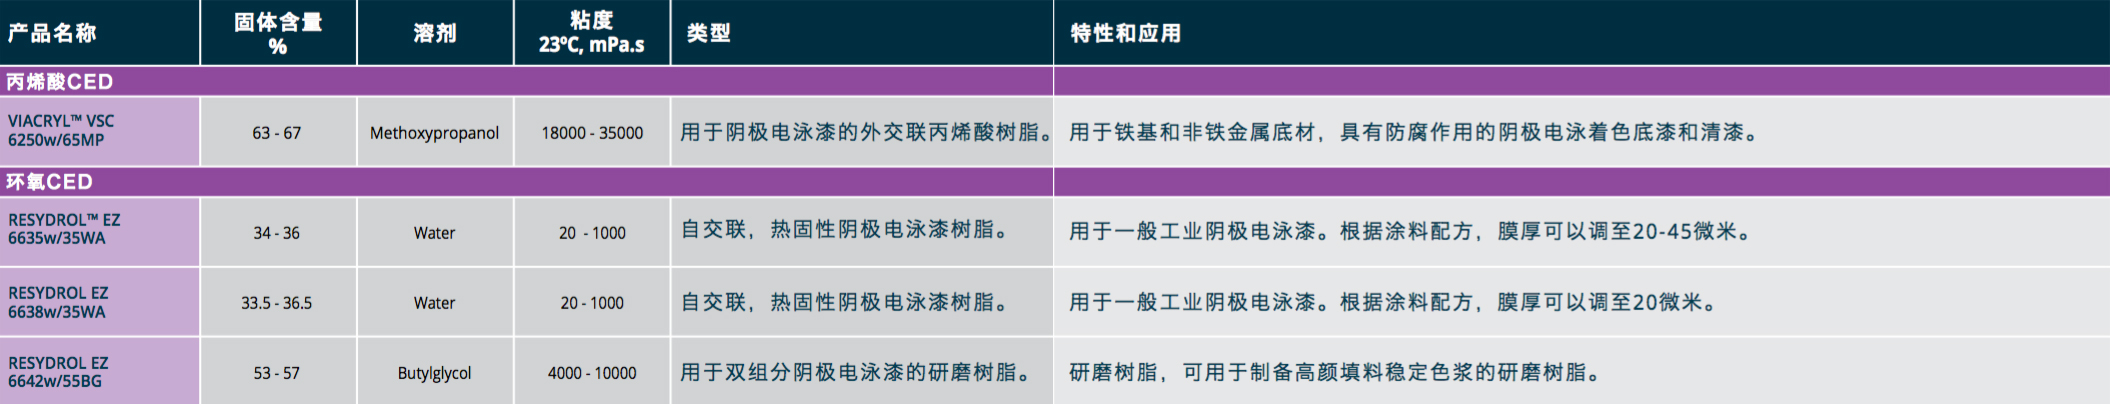 产品名称
固体含量
%
溶剂
粘度
23ºC, mPa.s
类型
特性和应用
丙烯酸CED
VIACRYL™ VSC
6250w/65MP
63 - 67
Methoxypropanol
18000 - 35000
用于阴极电泳漆的外交联丙烯酸树脂。
用于铁基和非铁金属底材，具有防腐作用的阴极电泳着色底漆和清漆。
环氧CED
RESYDROL™ EZ
6635w/35WA
34 - 36
Water
20 - 1000
自交联，热固性阴极电泳漆树脂。
用于一般工业阴极电泳漆。根据涂料配方，膜厚可以调至20-45微米。
RESYDROL EZ
6638w/35WA
33.5 - 36.5
Water
20 - 1000
自交联，热固性阴极电泳漆树脂。
用于一般工业阴极电泳漆。根据涂料配方，膜厚可以调至20微米。
RESYDROL EZ
6642w/55BG
53 - 57
Butylglycol
4000 - 10000
用于双组分阴极电泳漆的研磨树脂。
研磨树脂，可用于制备高颜填料稳定色浆的研磨树脂。